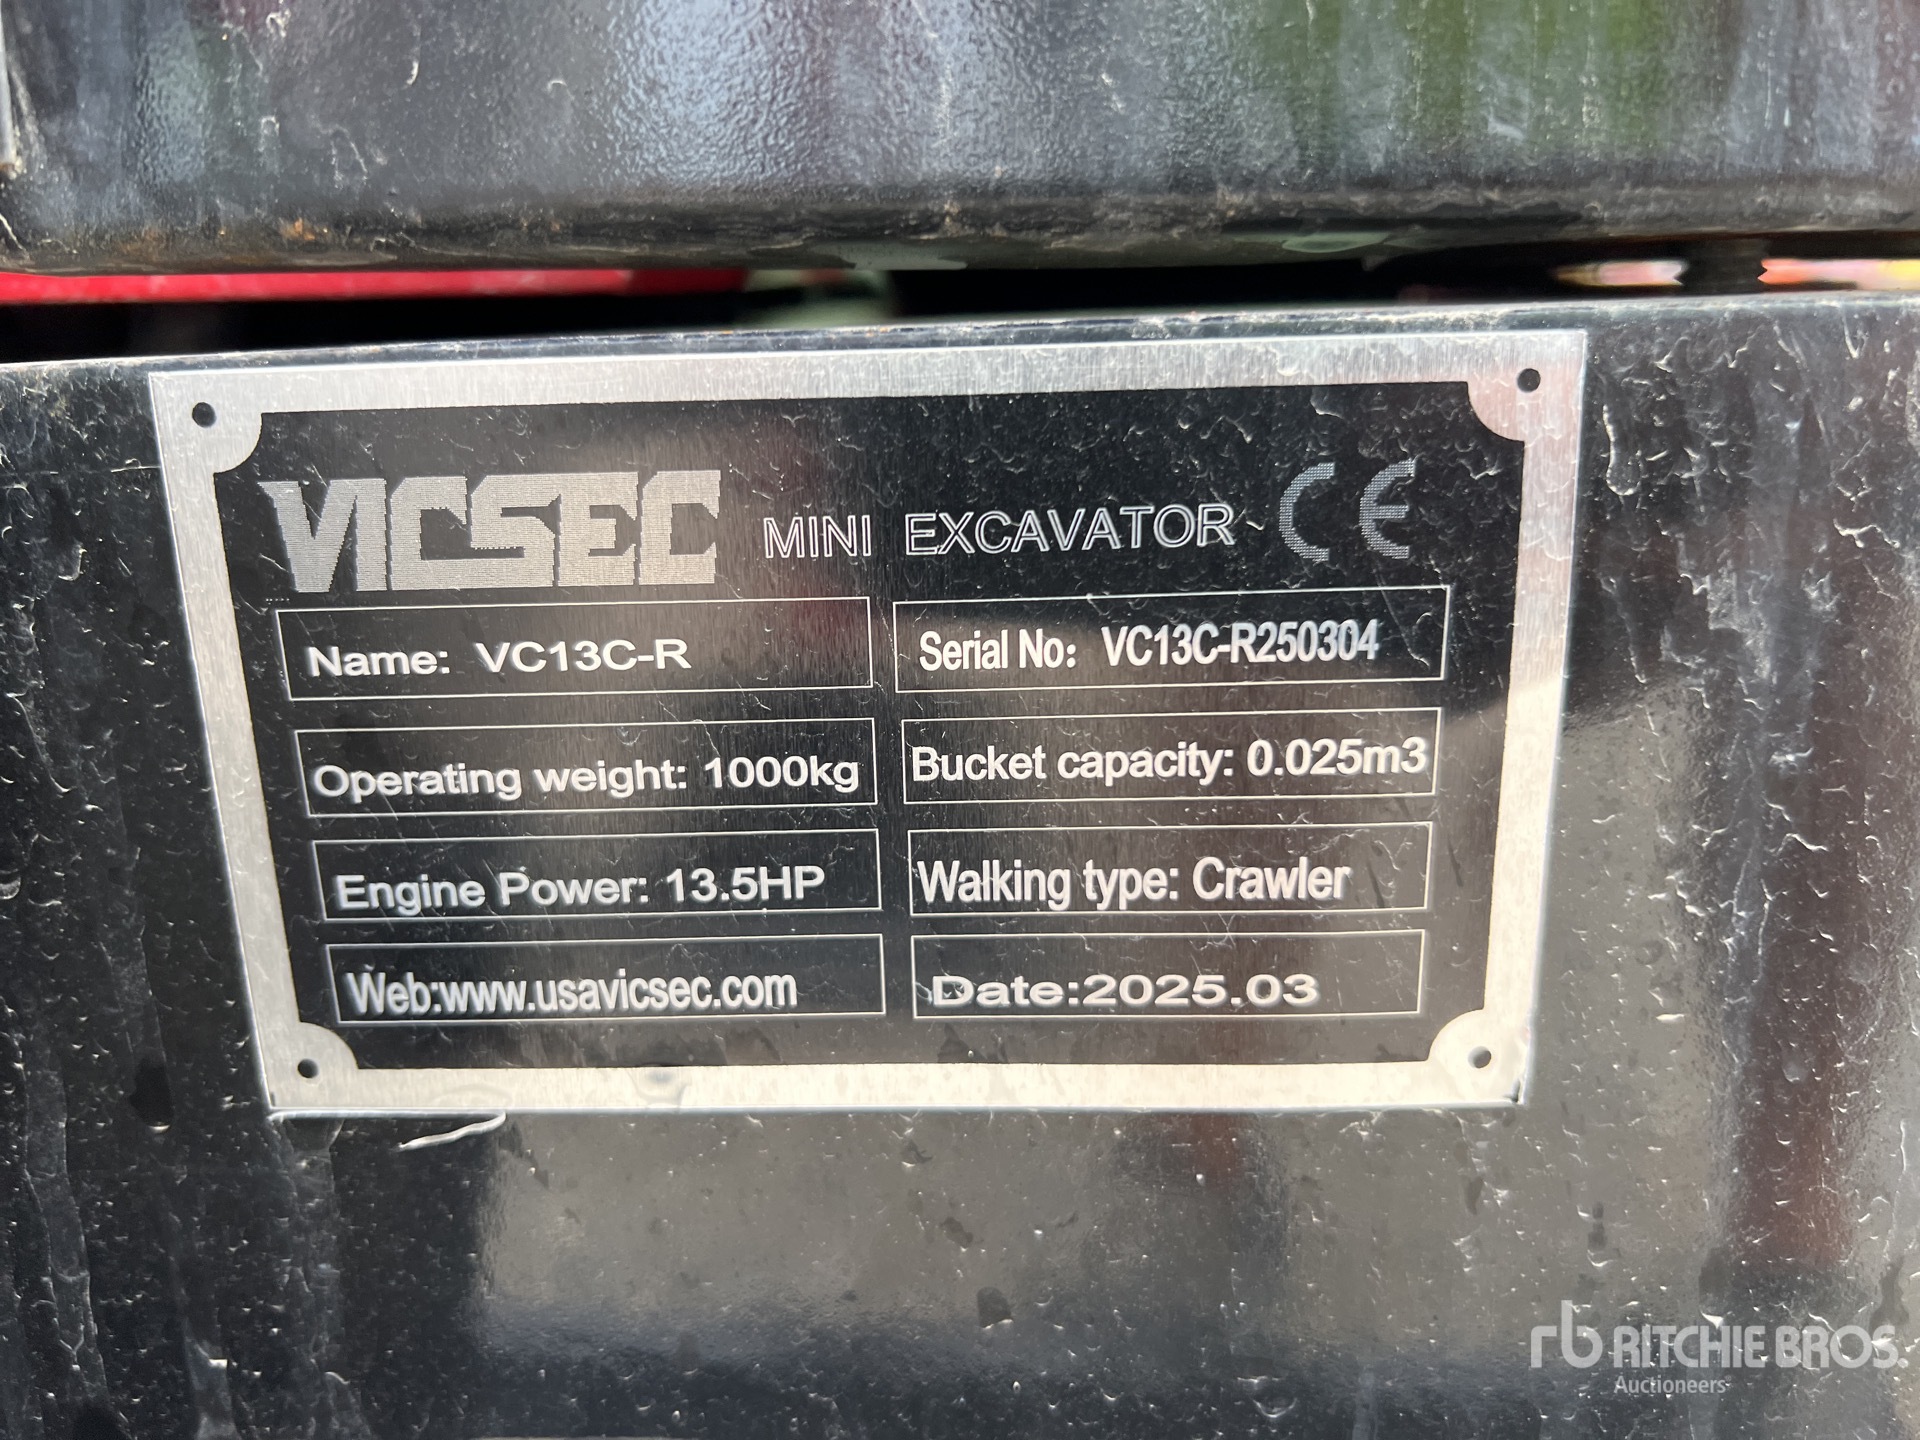 VICSEC MINI EXCAVATOR CE
Name: VC13C-R Serial No: VC13C-R250304
Operating weight: 1000kg Bucket capacity: 0.025m3
Engine Power: 13.5HP Walking type: Crawler
Web:www.usavicsec.com Date:2025.03
rb RITCHIE BROS.
Auctioneers